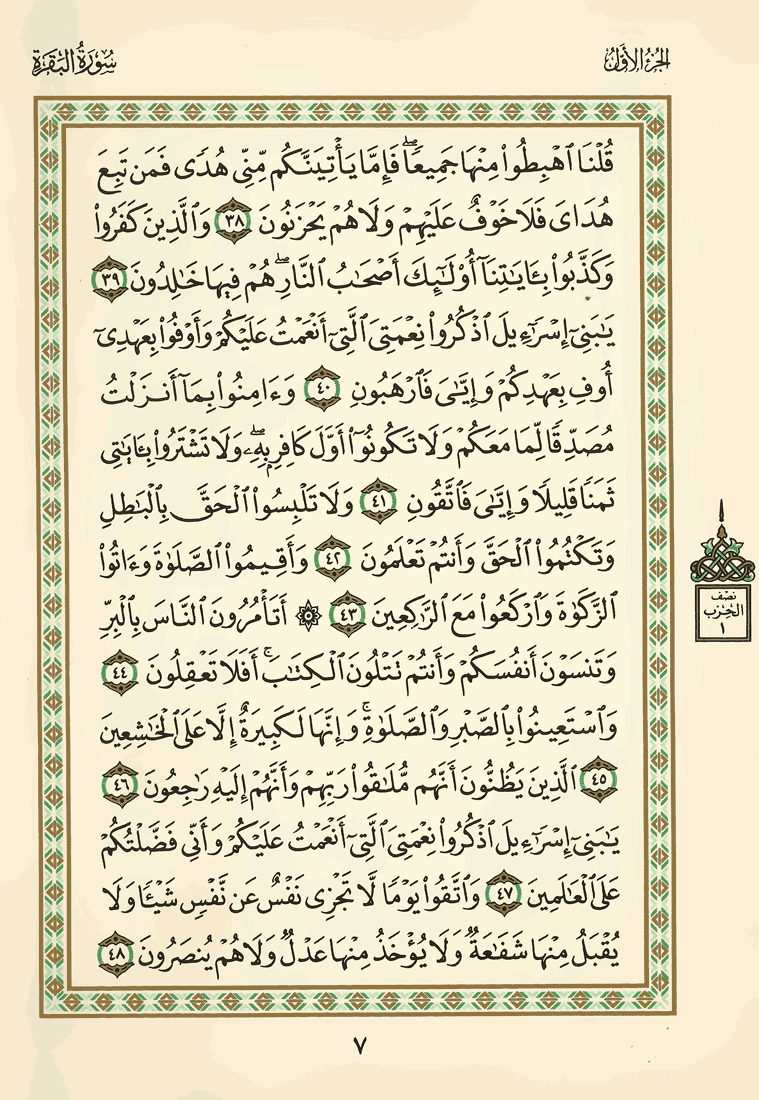 الجزء الأول
سورة البقرة
قُلْنَا ٱهْبِطُوا۟ مِنْهَا جَمِيعًا ۖ فَإِمَّا يَأْتِيَنَّكُم مِّنِّى هُدًى فَمَن تَبِعَ
هُدَاىَ فَلَا خَوْفٌ عَلَيْهِمْ وَلَا هُمْ يَحْزَنُونَ ٣٨ وَٱلَّذِينَ كَفَرُوا۟
وَكَذَّبُوا۟ بِـَٔايَـٰتِنَآ أُو۟لَـٰٓئِكَ أَصْحَـٰبُ ٱلنَّارِ ۖ هُمْ فِيهَا خَـٰلِدُونَ ٣٩
يَـٰبَنِىٓ إِسْرَٰٓءِيلَ ٱذْكُرُوا۟ نِعْمَتِىَ ٱلَّتِىٓ أَنْعَمْتُ عَلَيْكُمْ وَأَوْفُوا۟ بِعَهْدِىٓ
أُوفِ بِعَهْدِكُمْ وَإِيَّـٰىَ فَٱرْهَبُونِ ٤٠ وَءَامِنُوا۟ بِمَآ أَنزَلْتُ
مُصَدِّقًا لِّمَا مَعَكُمْ وَلَا تَكُونُوٓا۟ أَوَّلَ كَافِرٍۭ بِهِۦ ۖ وَلَا تَشْتَرُوا۟ بِـَٔايَـٰتِى
ثَمَنًا قَلِيلًا وَإِيَّـٰىَ فَٱتَّقُونِ ٤١ وَلَا تَلْبِسُوا۟ ٱلْحَقَّ بِٱلْبَـٰطِلِ
وَتَكْتُمُوا۟ ٱلْحَقَّ وَأَنتُمْ تَعْلَمُونَ ٤٢ وَأَقِيمُوا۟ ٱلصَّلَوٰةَ وَءَاتُوا۟
ٱلزَّكَوٰةَ وَٱرْكَعُوا۟ مَعَ ٱلرَّٰكِعِينَ ٤٣ ۞ أَتَأْمُرُونَ ٱلنَّاسَ بِٱلْبِرِّ
وَتَنسَوْنَ أَنفُسَكُمْ وَأَنتُمْ تَتْلُونَ ٱلْكِتَـٰبَ ۚ أَفَلَا تَعْقِلُونَ ٤٤
وَٱسْتَعِينُوا۟ بِٱلصَّبْرِ وَٱلصَّلَوٰةِ ۚ وَإِنَّهَا لَكَبِيرَةٌ إِلَّا عَلَى ٱلْخَـٰشِعِينَ
٤٥ ٱلَّذِينَ يَظُنُّونَ أَنَّهُم مُّلَـٰقُوا۟ رَبِّهِمْ وَأَنَّهُمْ إِلَيْهِ رَٰجِعُونَ ٤٦
يَـٰبَنِىٓ إِسْرَٰٓءِيلَ ٱذْكُرُوا۟ نِعْمَتِىَ ٱلَّتِىٓ أَنْعَمْتُ عَلَيْكُمْ وَأَنِّى فَضَّلْتُكُمْ
عَلَى ٱلْعَـٰلَمِينَ ٤٧ وَٱتَّقُوا۟ يَوْمًا لَّا تَجْزِى نَفْسٌ عَن نَّفْسٍ شَيْـًٔا وَلَا
يُقْبَلُ مِنْهَا شَفَـٰعَةٌ وَلَا يُؤْخَذُ مِنْهَا عَدْلٌ وَلَا هُمْ يُنصَرُونَ ٤٨
نصف
الحزب
١
٧